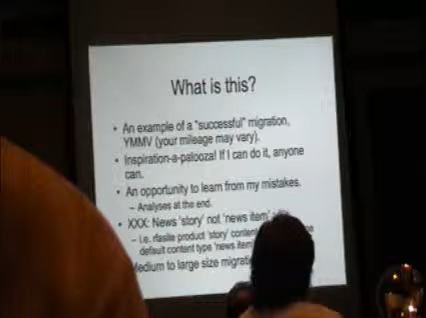 What is this?
• An example of a "successful" migration,
YMMV (your mileage may vary).
• Inspiration-a-palooza! If I can do it, anyone
can.
• An opportunity to learn from my mistakes.
– Analyses at the end.
• XXX: News 'story' not 'news item'
– i.e. rfasite product 'story' content
default content type 'news item
Medium to large size